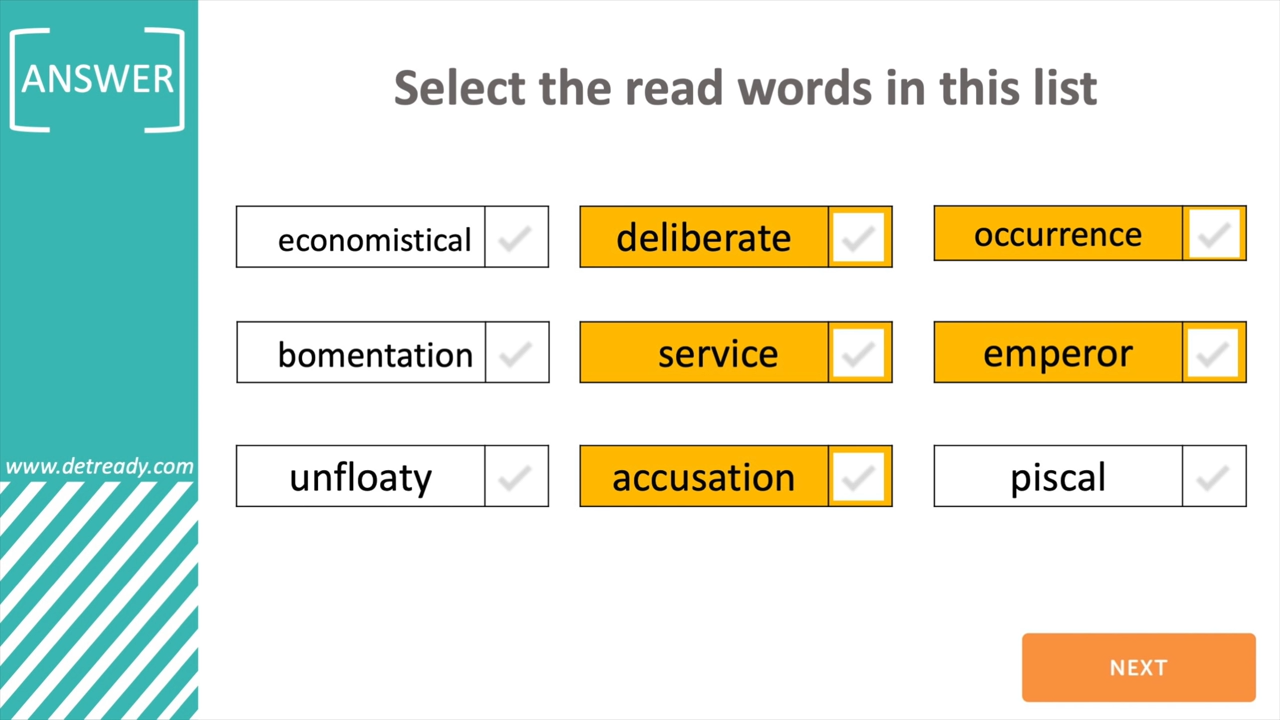 ANSWER
Select the read words in this list
economistical
deliberate
occurrence
bomentation
service
emperor
unfloaty
accusation
piscal
www.detready.com
NEXT